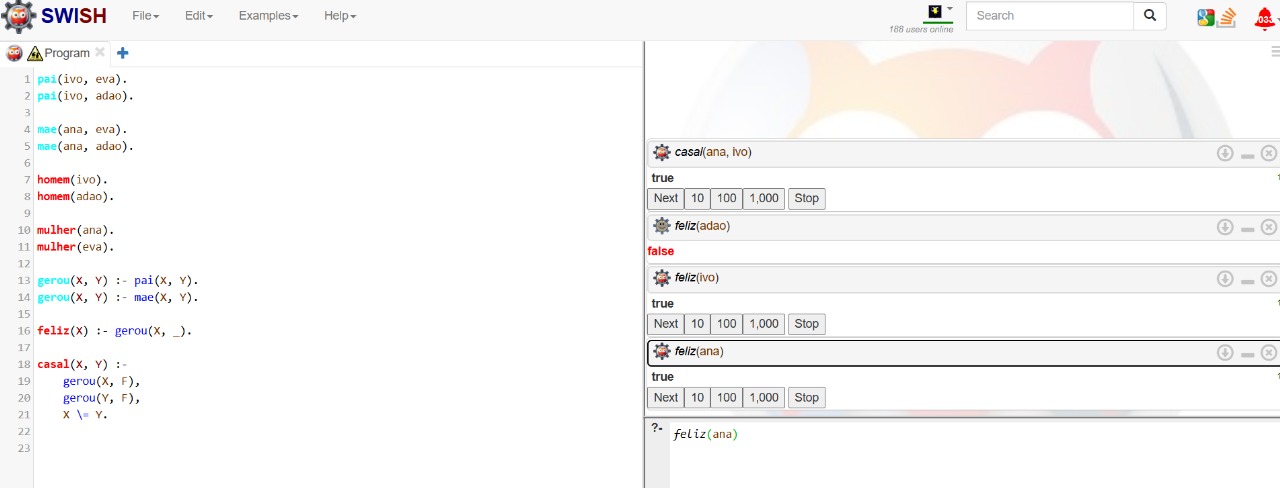 SWISH File Edit Examples Help 188 users online Search
Program
1 pai(ivo, eva).
2 pai(ivo, adao).
3
4 mae(ana, eva).
5 mae(ana, adao).
6
7 homem(ivo).
8 homem(adao).
9
10 mulher(ana).
11 mulher(eva).
12
13 gerou(X, Y) :- pai(X, Y).
14 gerou(X, Y) :- mae(X, Y).
15
16 feliz(X) :- gerou(X, _).
17
18 casal(X, Y) :-
19 gerou(X, F),
20 gerou(Y, F),
21 X \= Y.
22
23
casal(ana, ivo)
true
Next 10 100 1,000 Stop
feliz(adao)
false
feliz(ivo)
true
Next 10 100 1,000 Stop
feliz(ana)
true
Next 10 100 1,000 Stop
?- feliz(ana)